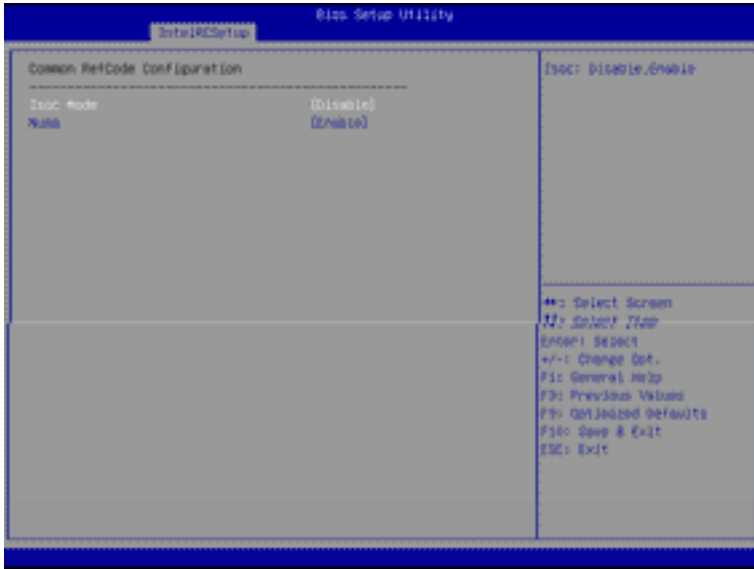 Bios Setup Utility
IntelRCSetup
Common RefCode Configuration
Isoc Mode [Disable]
Numa [Enable]
Isoc: Disable/Enable
: Select Screen
: Select Item
Enter: Select
+/-: Change Opt.
F1: General Help
: Previous Values
F9: Optimized Defaults
F10: Save & Exit
ESC: Exit